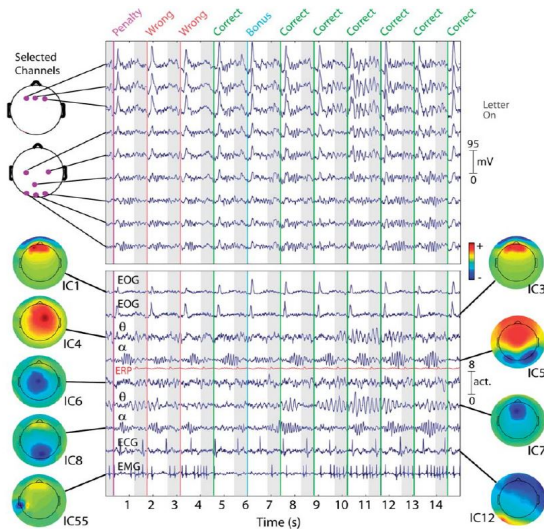 Penalty
Wrong
Wrong
Correct
Bonus
Correct
Correct
Correct
Correct
Correct
Correct
Selected
Channels
Letter
On
95
mV
0
+
-
IC1
EOG
IC3
EOG
IC4
θ
α
IC5
ERP
8
act.
0
IC6
θ
α
IC7
IC8
ECG
EMG
IC55
IC12
1 2 3 4 5 6 7 8 9 10 11 12 13 14
Time (s)